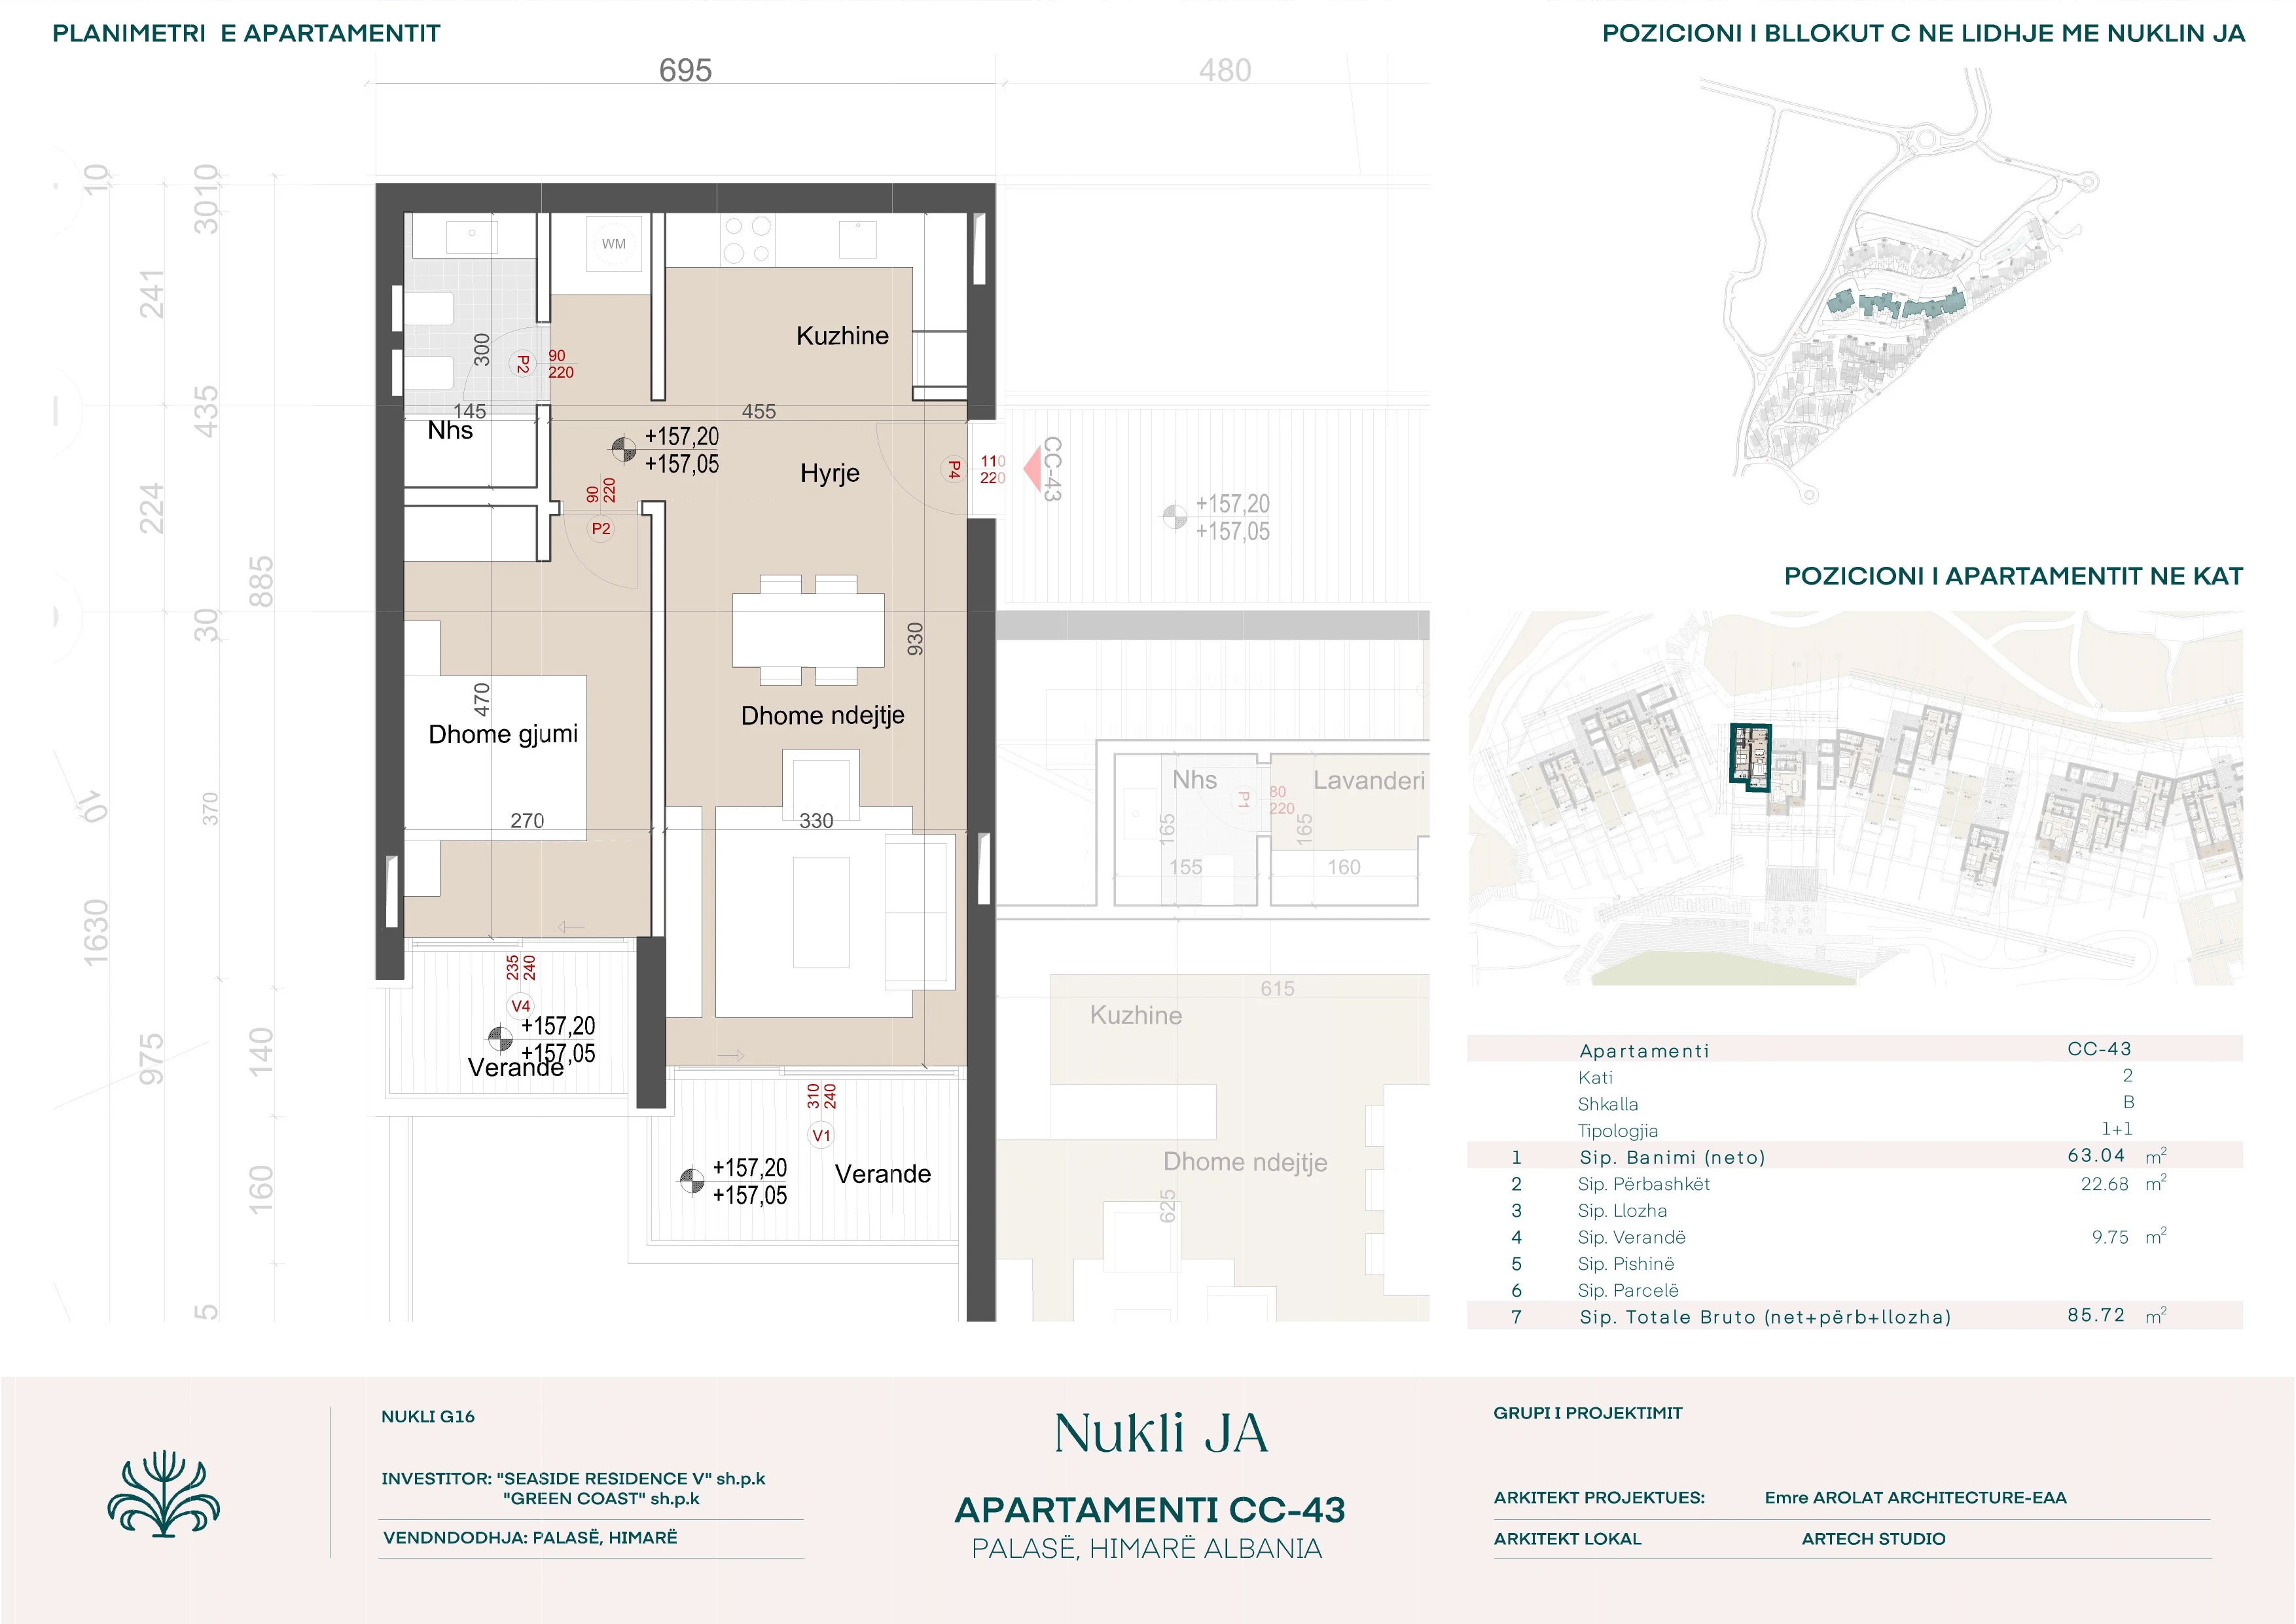 PLANIMETRI E APARTAMENTIT
POZICIONI I BLLOKUT C NE LIDHJE ME NUKLIN JA
695
480
10
3010
241
435
224
885
30
370
10
1630
975
140
160
5
WM
Kuzhine
300
P2
90
220
145
455
Nhs
+157,20
+157,05
Hyrje
P4
110
220
CC-43
90
220
P2
+157,20
+157,05
930
470
Dhome gjumi
Dhome ndejtje
270
330
Nhs
P1
80
220
Lavanderi
165
165
155
160
235
240
V4
+157,20
+157,05
Verande
310
240
V1
+157,20
+157,05
Verande
615
Kuzhine
Dhome ndejtje
625
POZICIONI I APARTAMENTIT NE KAT
Apartamenti CC-43
Kati 2
Shkalla B
Tipologjia 1+1
1 Sip. Banimi (neto) 63.04 m²
2 Sip. Përbashkët 22.68 m²
3 Sip. Llozha
4 Sip. Verandë 9.75 m²
5 Sip. Pishinë
6 Sip. Parcelë
7 Sip. Totale Bruto (net+përb+llozha) 85.72 m²
NUKLI G16
INVESTITOR: "SEASIDE RESIDENCE V" sh.p.k
"GREEN COAST" sh.p.k
VENDNDODHJA: PALASË, HIMARË
Nukli JA
APARTAMENTI CC-43
PALASË, HIMARË ALBANIA
GRUPI I PROJEKTIMIT
ARKITEKT PROJEKTUES: Emre AROLAT ARCHITECTURE-EAA
ARKITEKT LOKAL ARTECH STUDIO